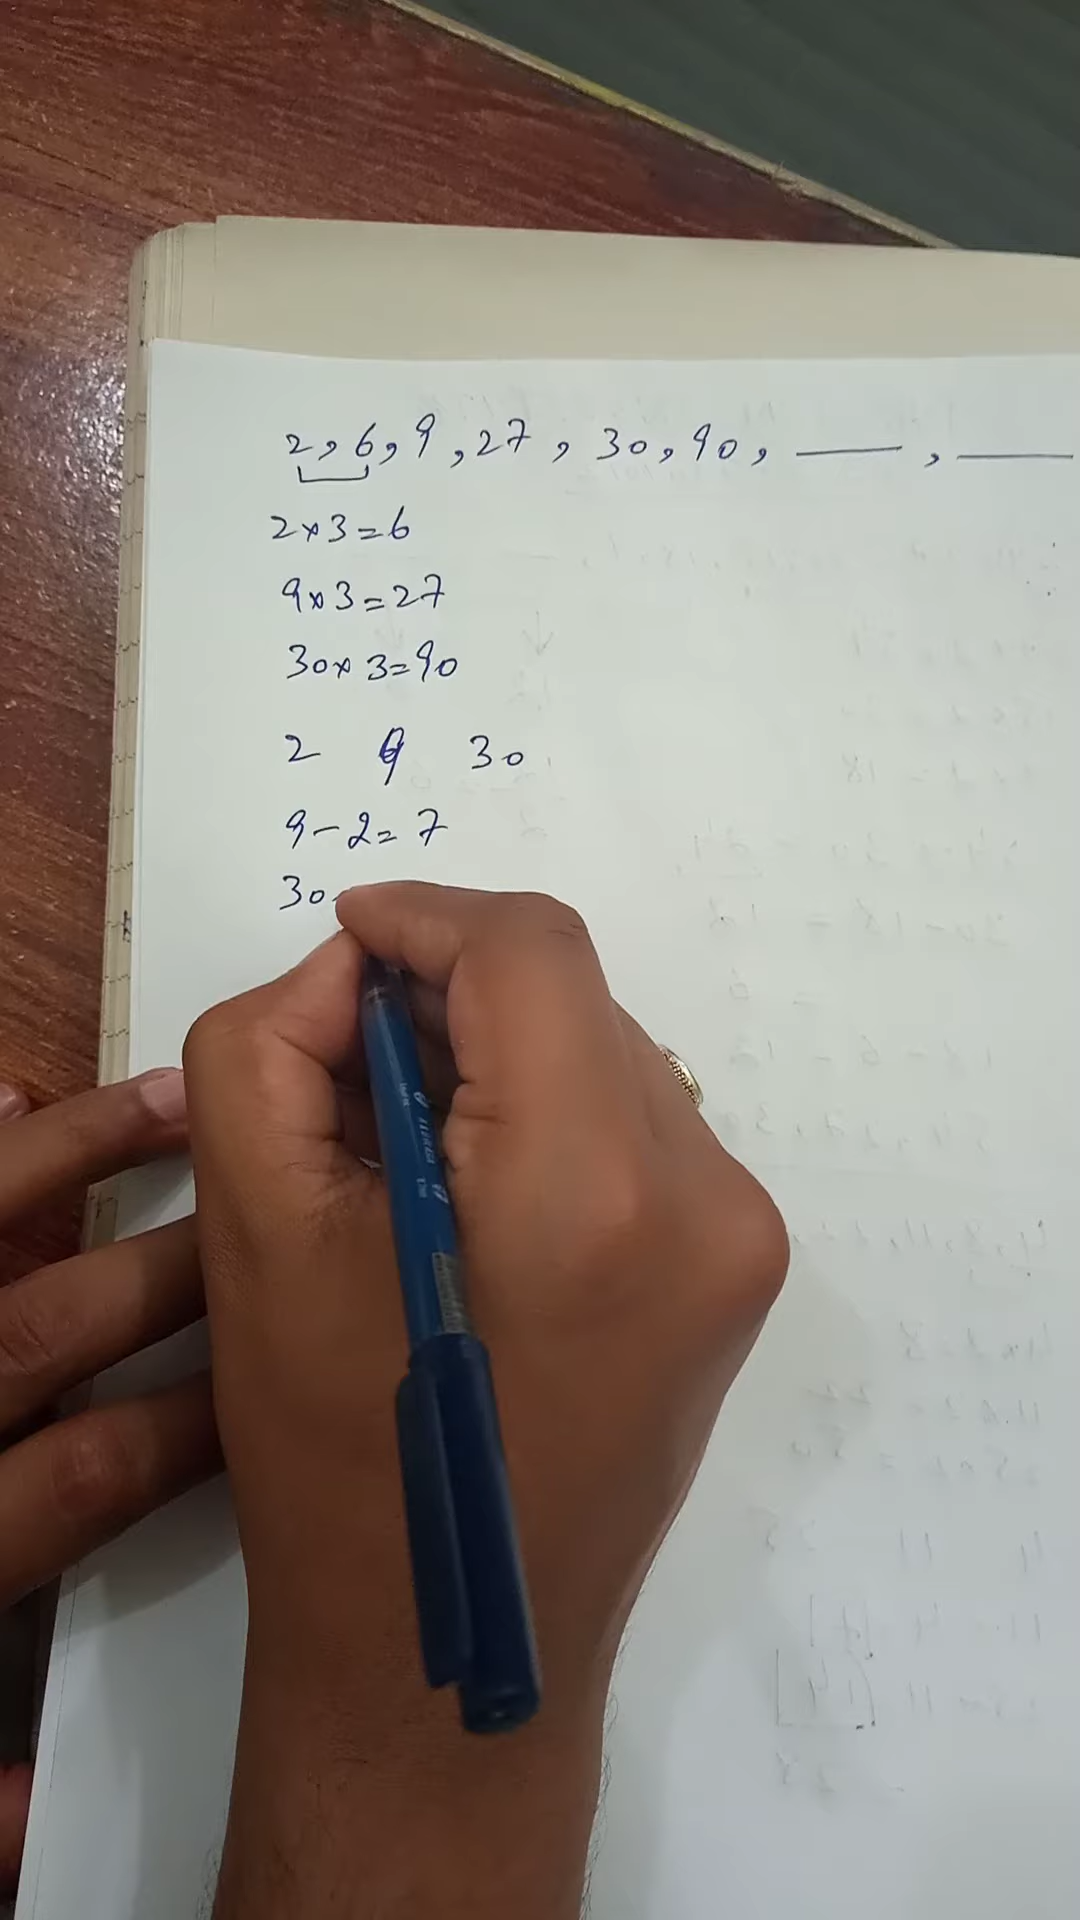 2, 6, 9, 27, 30, 90, ___, ___
2×3=6
9×3=27
30×3=90
2 9 30
9-2=7
30-